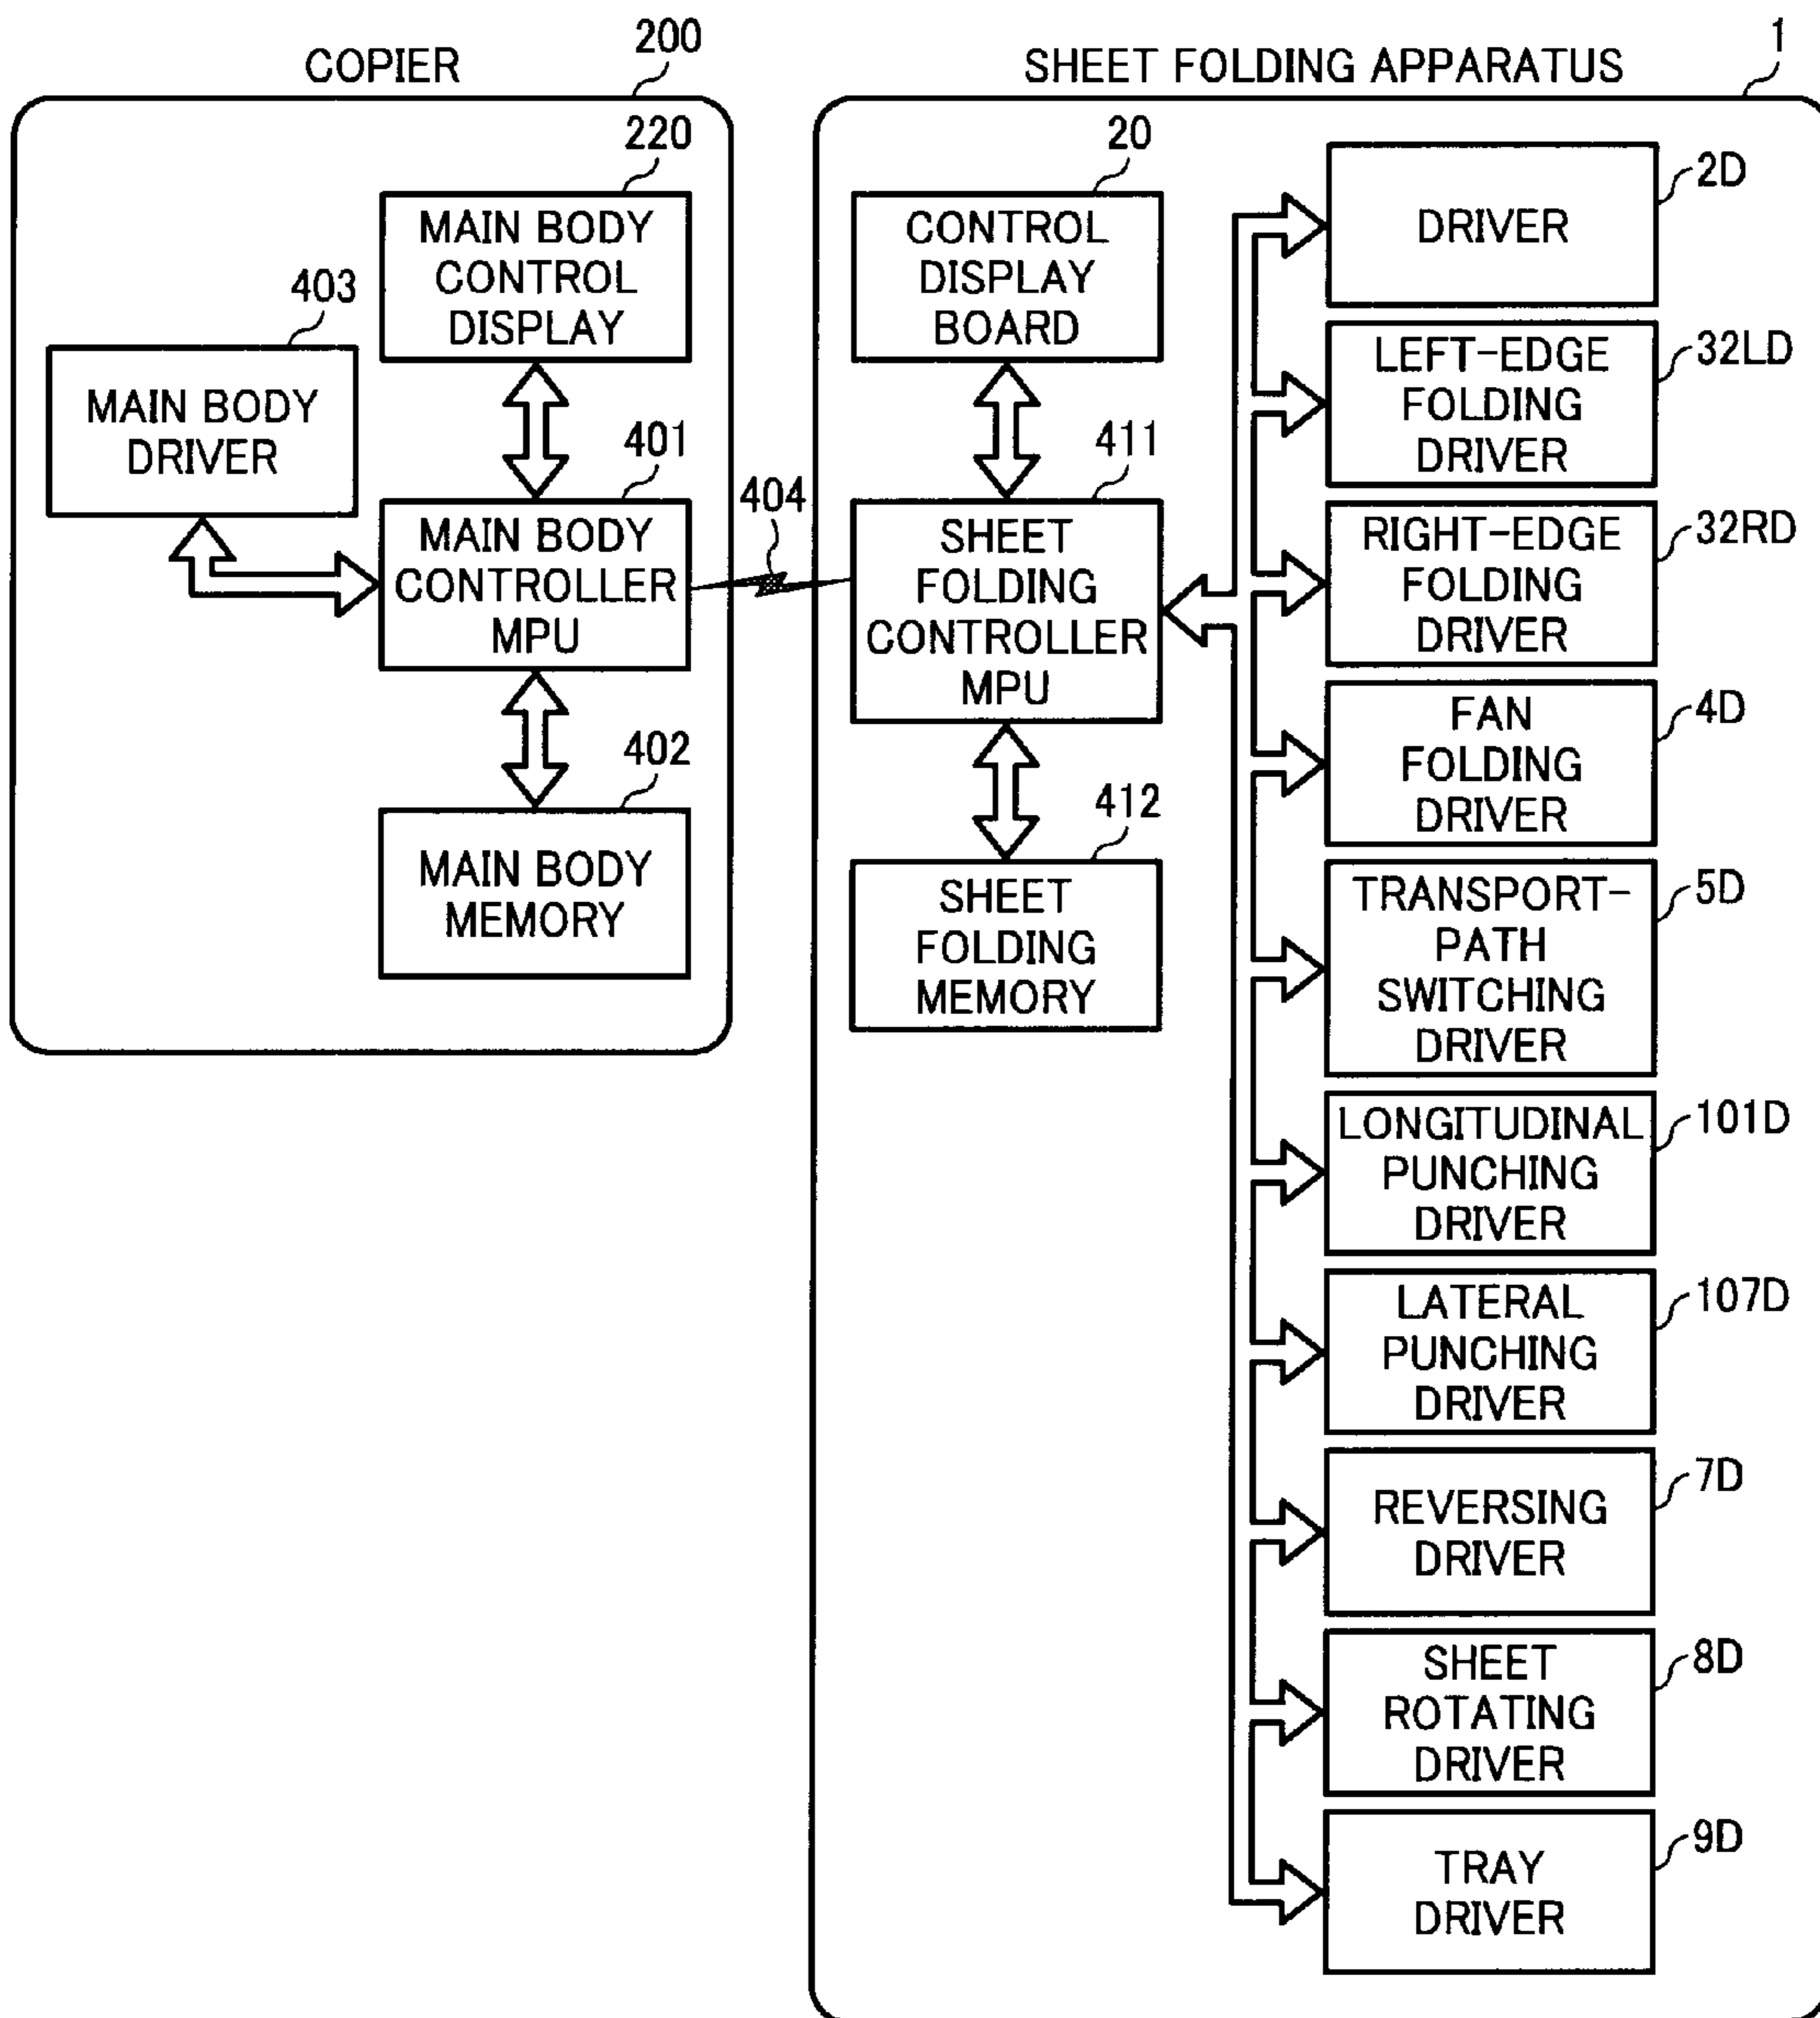 COPIER
200
220
MAIN BODY
CONTROL
DISPLAY
403
MAIN BODY
DRIVER
401
MAIN BODY
CONTROLLER
MPU
404
402
MAIN BODY
MEMORY
SHEET FOLDING APPARATUS
1
20
CONTROL
DISPLAY
BOARD
411
SHEET
FOLDING
CONTROLLER
MPU
412
SHEET
FOLDING
MEMORY
DRIVER
2D
LEFT-EDGE
FOLDING
DRIVER
32LD
RIGHT-EDGE
FOLDING
DRIVER
32RD
FAN
FOLDING
DRIVER
4D
TRANSPORT-
PATH
SWITCHING
DRIVER
5D
LONGITUDINAL
PUNCHING
DRIVER
101D
LATERAL
PUNCHING
DRIVER
107D
REVERSING
DRIVER
7D
SHEET
ROTATING
DRIVER
8D
TRAY
DRIVER
9D